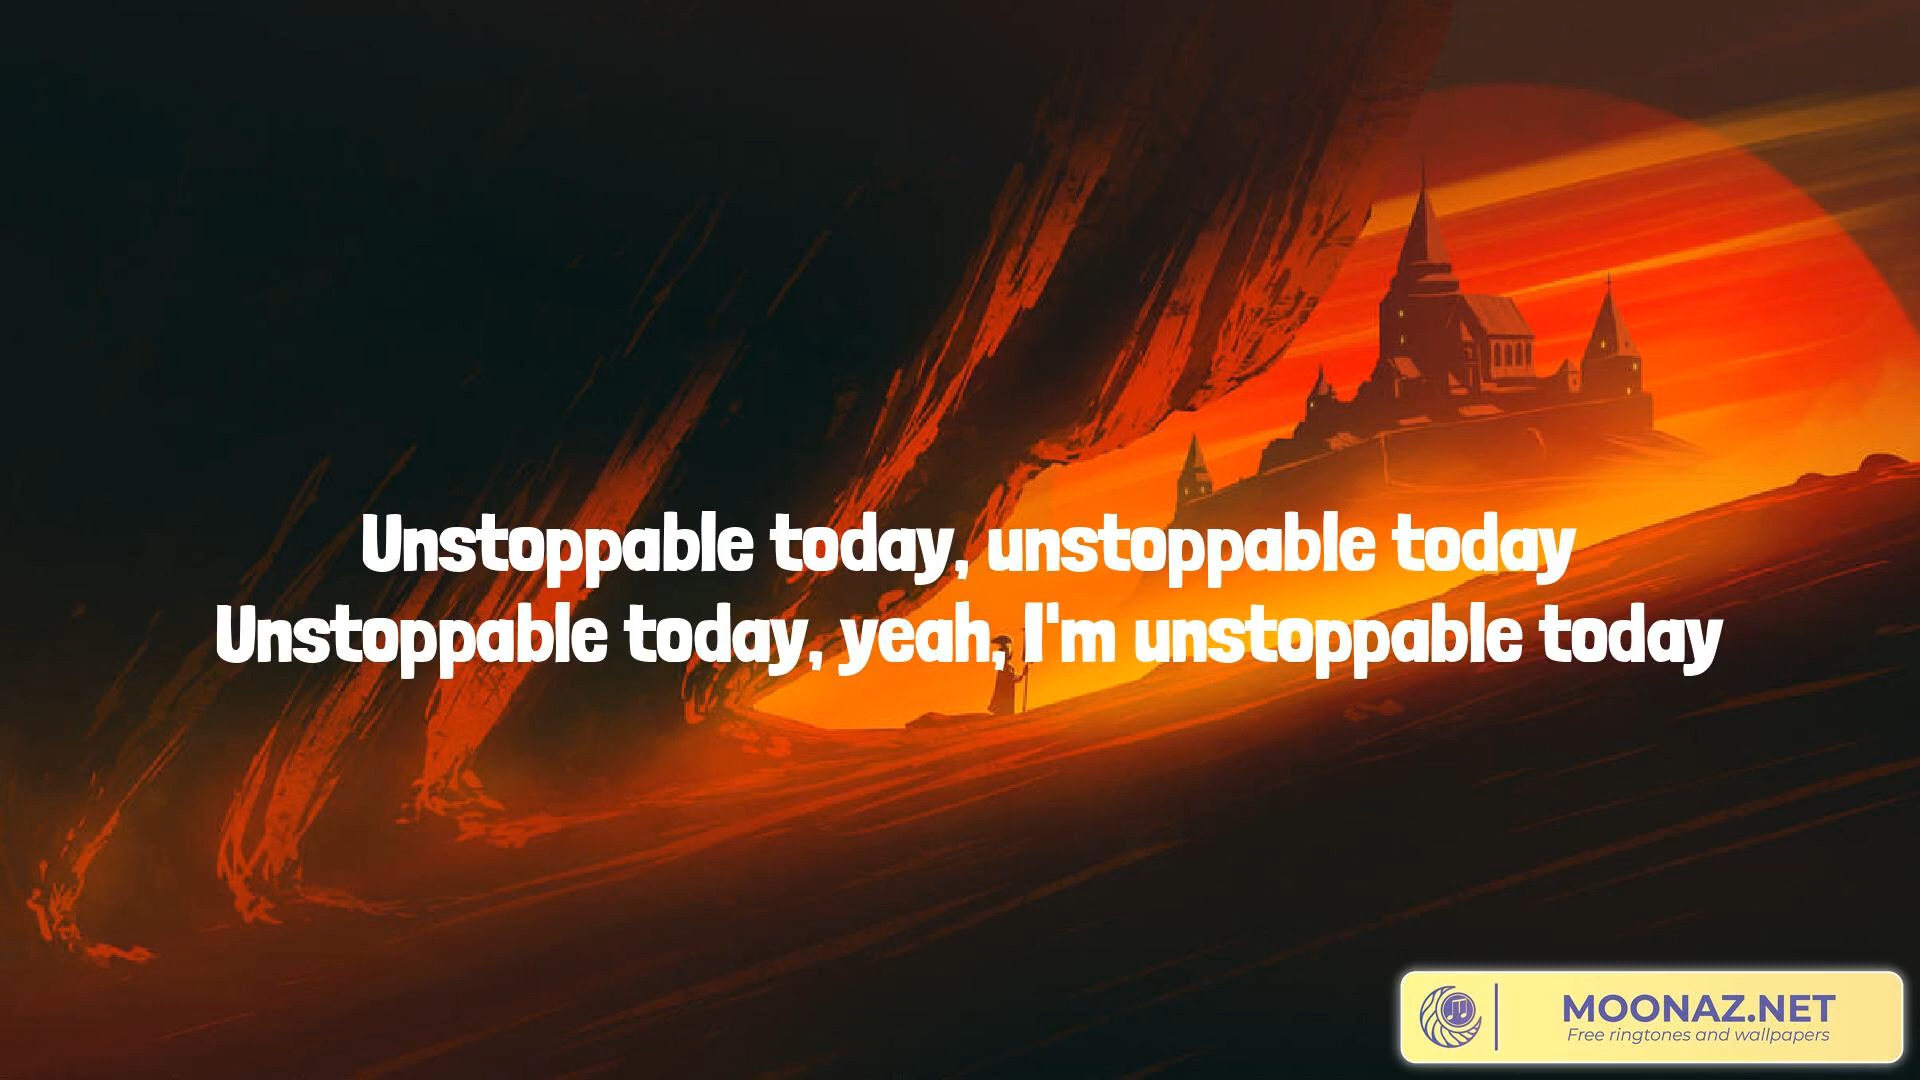 Unstoppable today, unstoppable today
Unstoppable today, yeah, I'm unstoppable today
MOONAZ.NET
Free ringtones and wallpapers